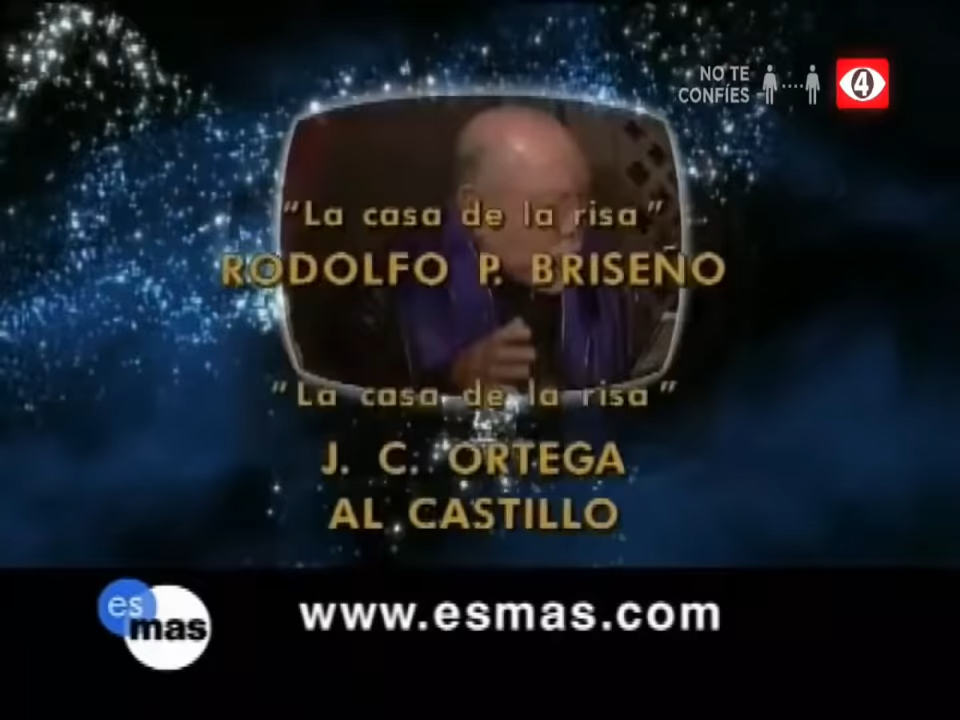 NO TE
CONFÍES
4
"La casa de la risa"
RODOLFO P. BRISEÑO
"La casa de la risa"
J. C. ORTEGA
AL CASTILLO
es
mas
www.esmas.com